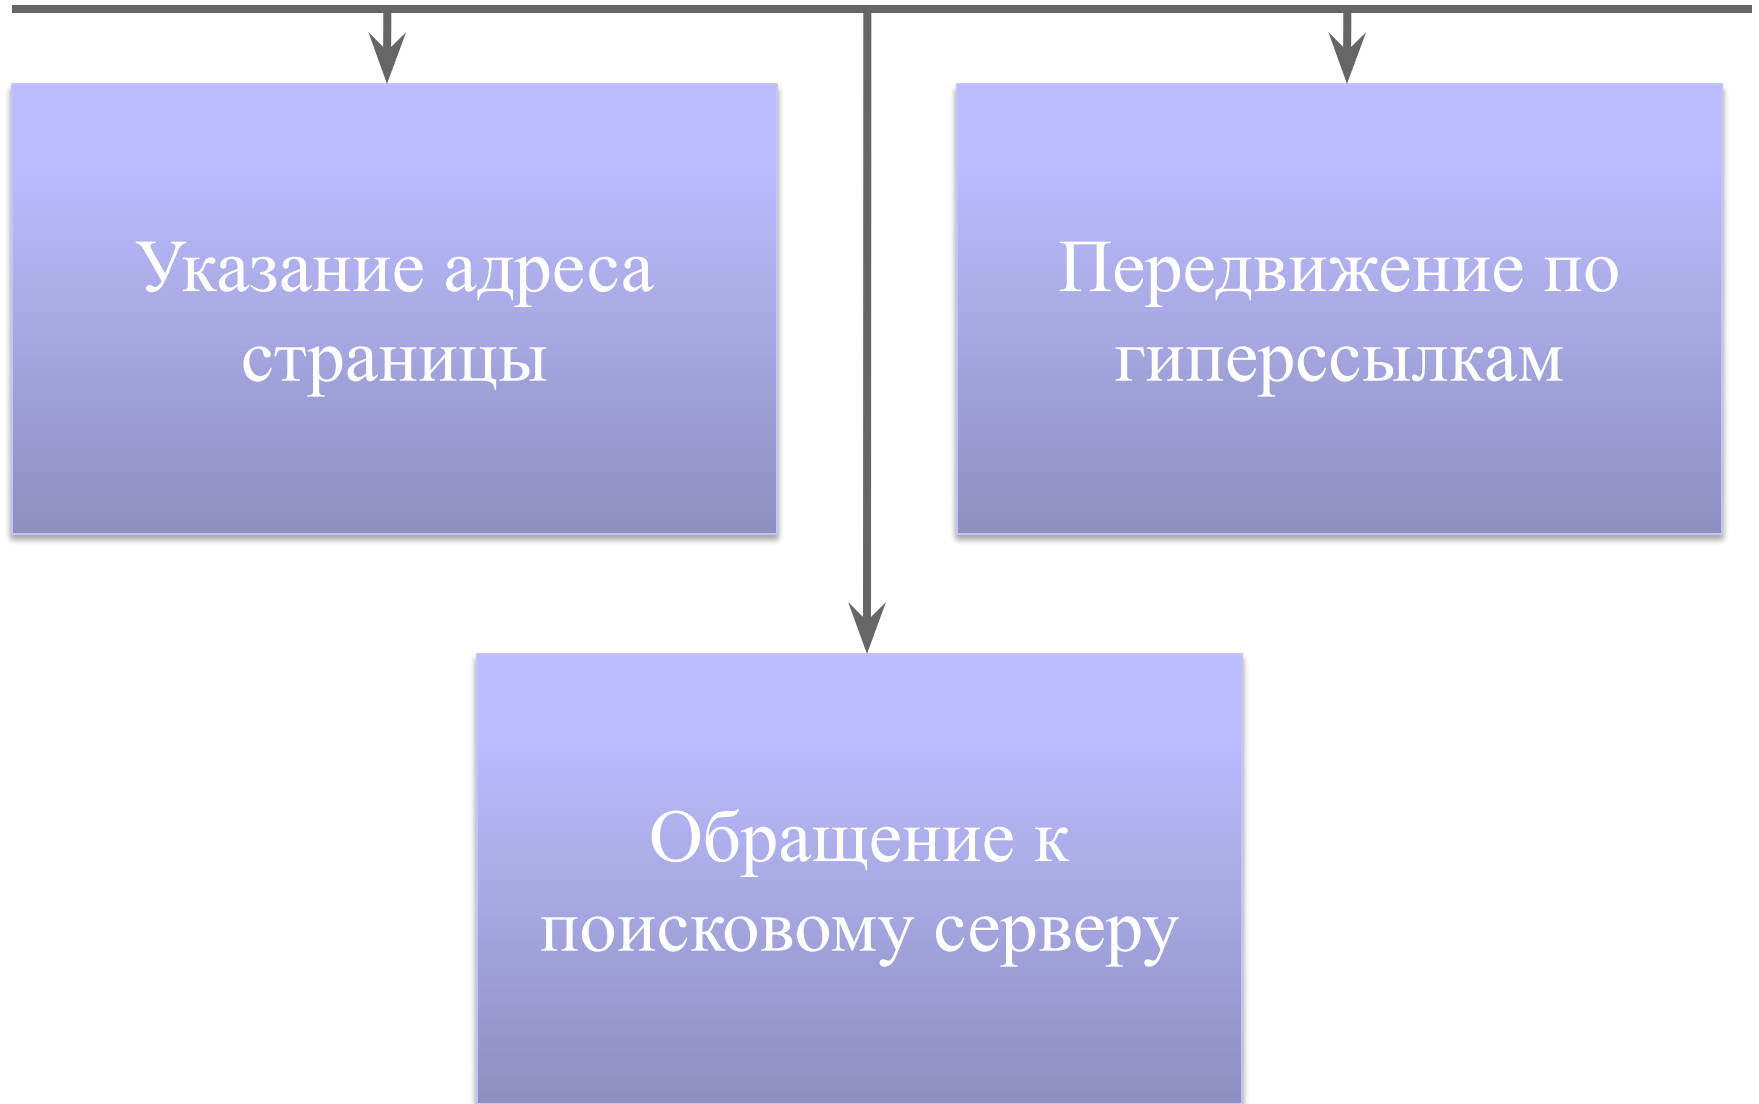 Указание адреса
страницы
Передвижение по
гиперссылкам
Обращение к
поисковому серверу